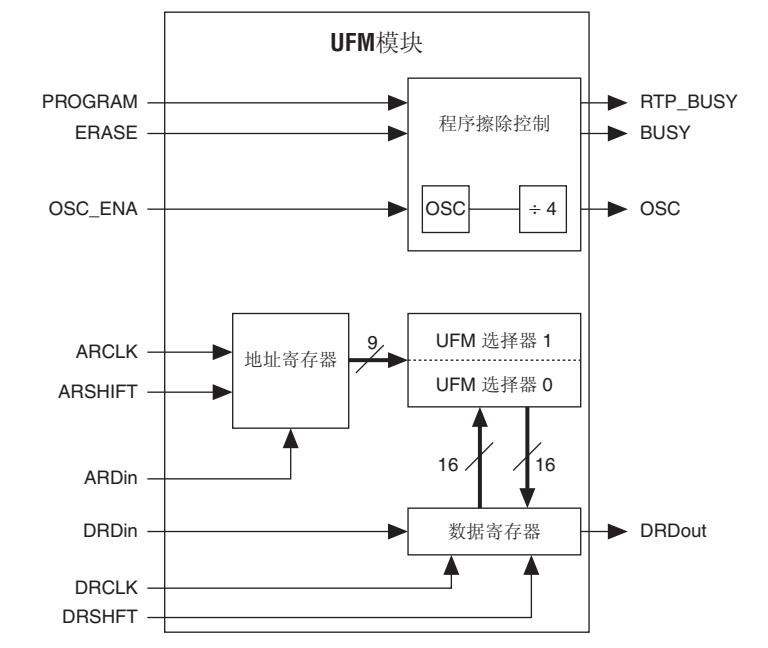 UFM模块
PROGRAM
RTP_BUSY
程序擦除控制
ERASE
BUSY
OSC_ENA
OSC
÷ 4
OSC
9
UFM 选择器 1
ARCLK
地址寄存器
UFM 选择器 0
ARSHIFT
16
16
ARDin
DRDin
数据寄存器
DRDout
DRCLK
DRSHFT